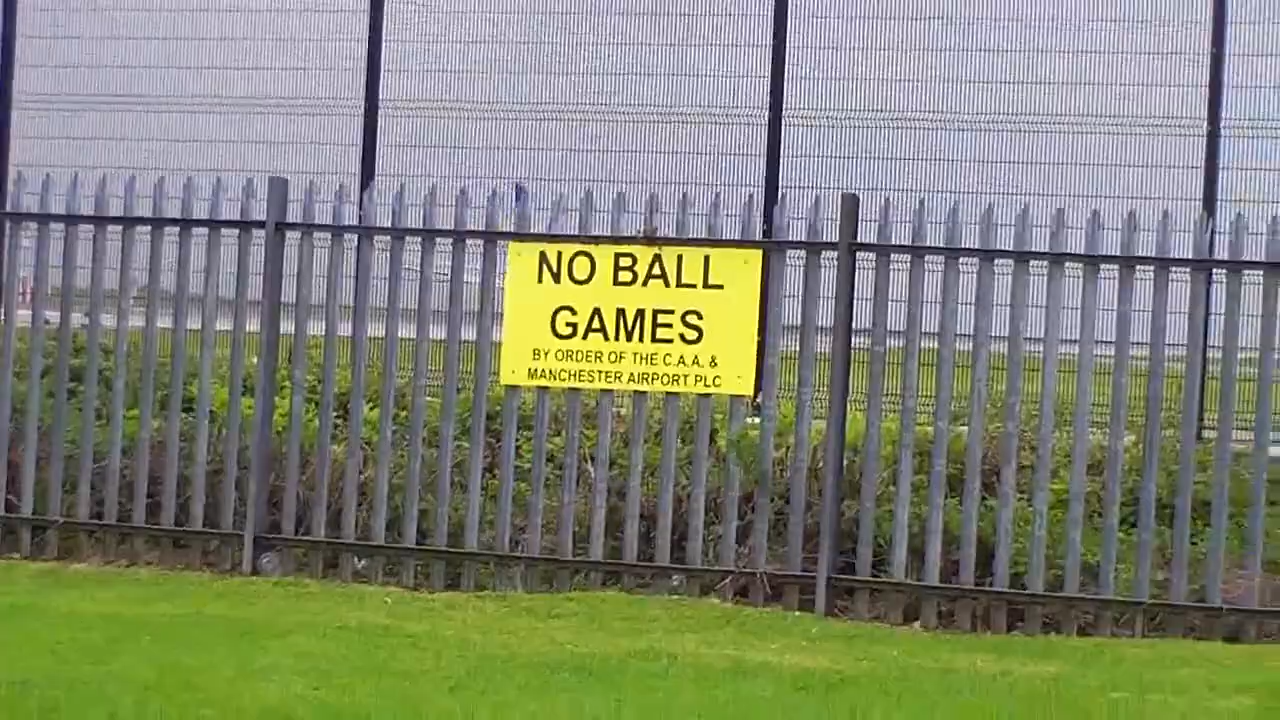 NO BALL
GAMES
BY ORDER OF THE C.A.A. &
MANCHESTER AIRPORT PLC